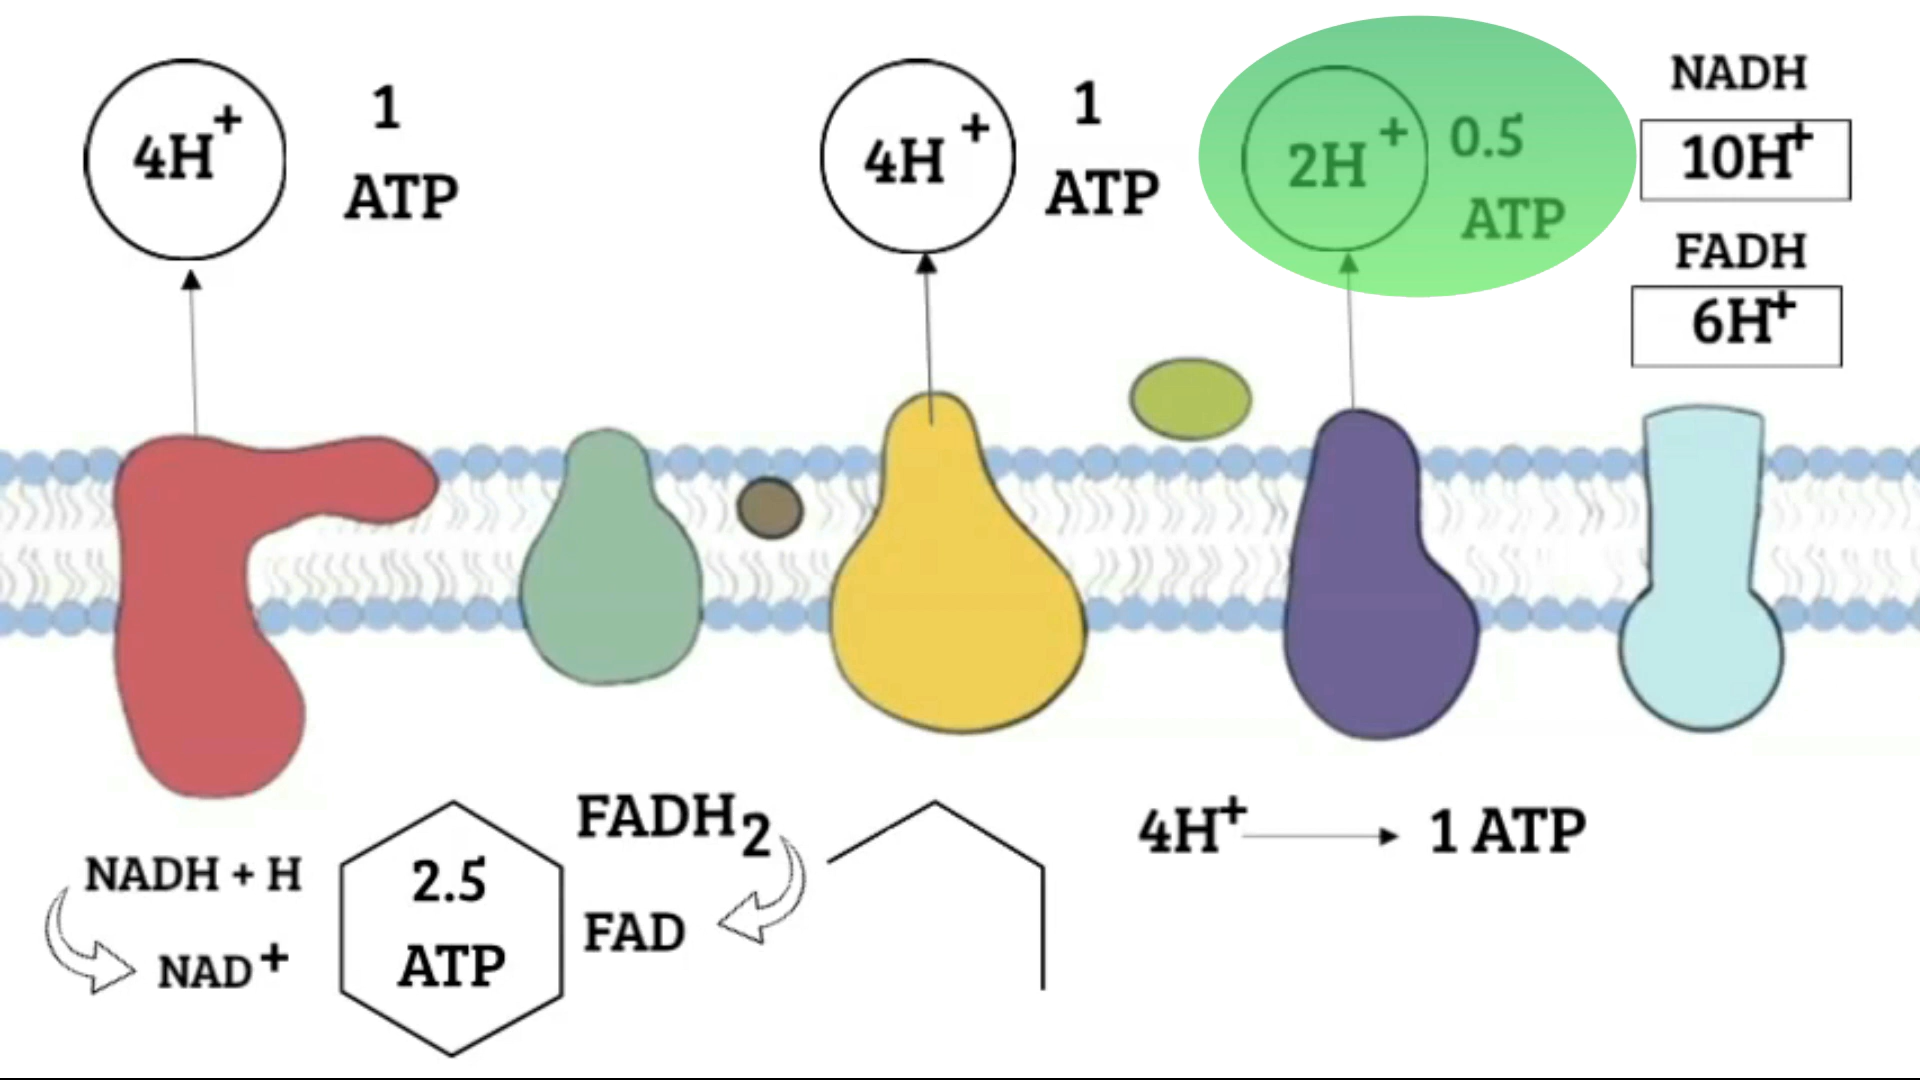 4H+
1
ATP
4H+
1
ATP
2H+
0.5
ATP
NADH
10H+
FADH
6H+
NADH + H
NAD+
2.5
ATP
FADH2
FAD
4H+
1 ATP